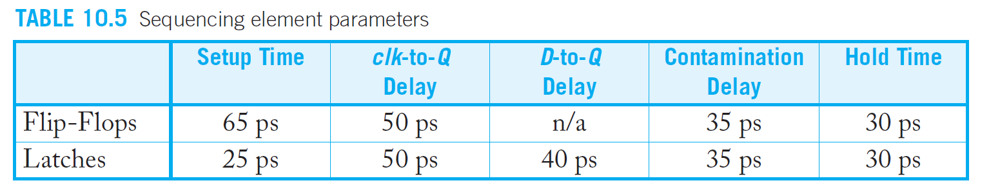 TABLE 10.5 Sequencing element parameters
Setup Time clk-to-Q Delay D-to-Q Delay Contamination Delay Hold Time
Flip-Flops 65 ps 50 ps n/a 35 ps 30 ps
Latches 25 ps 50 ps 40 ps 35 ps 30 ps